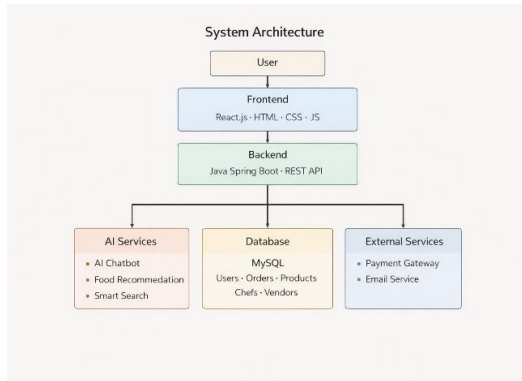 System Architecture
User
Frontend
React.js · HTML · CSS · JS
Backend
Java Spring Boot · REST API
AI Services
• AI Chatbot
• Food Recommedation
• Smart Search
Database
MySQL
Users · Orders · Products
Chefs · Vendors
External Services
• Payment Gateway
• Email Service